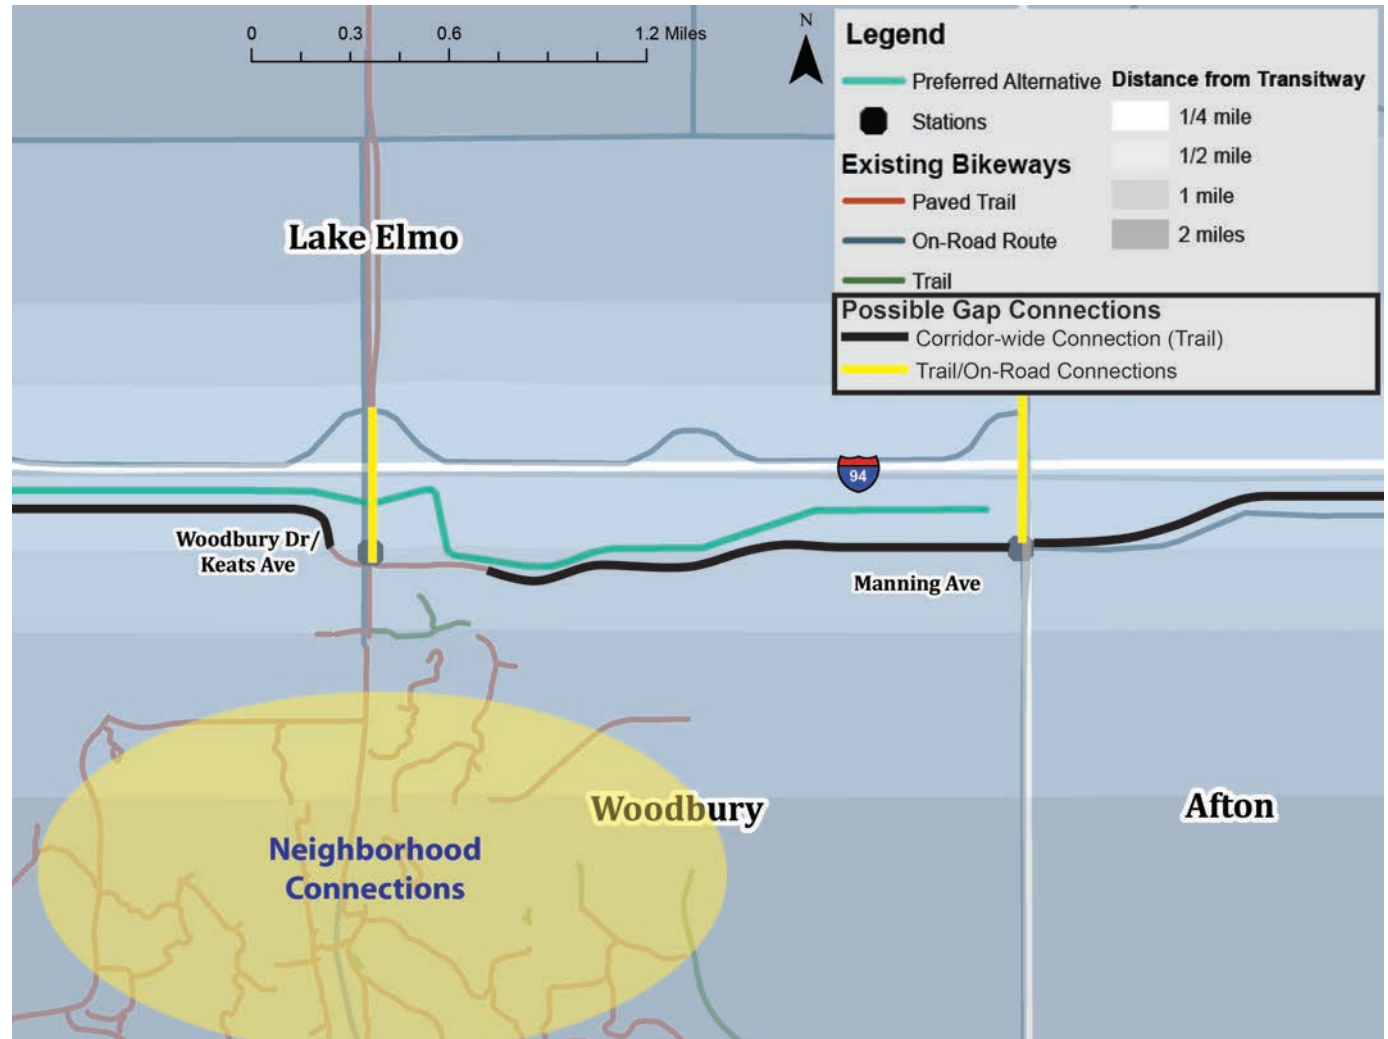 0 0.3 0.6 1.2 Miles
N
Legend
Preferred Alternative
Stations
Existing Bikeways
Paved Trail
On-Road Route
Trail
Distance from Transitway
1/4 mile
1/2 mile
1 mile
2 miles
Possible Gap Connections
Corridor-wide Connection (Trail)
Trail/On-Road Connections
Lake Elmo
94
Woodbury Dr/
Keats Ave
Manning Ave
Woodbury
Afton
Neighborhood
Connections